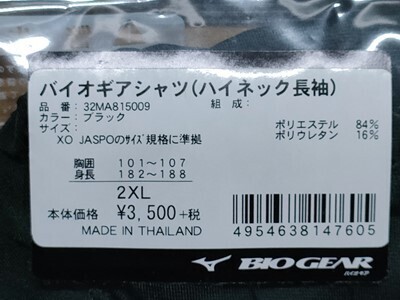 バイオギアシャツ(ハイネック長袖)
品 番: 32MA815009 組成:
カラー: ブラック ポリエステル 84%
サイズ: ポリウレタン 16%
XO JASPOのサイズ規格に準拠
胸囲 101～107
身長 182～188
2XL
本体価格 ¥3,500+税
MADE IN THAILAND
4954638147605
BIOGEAR
バイオギア